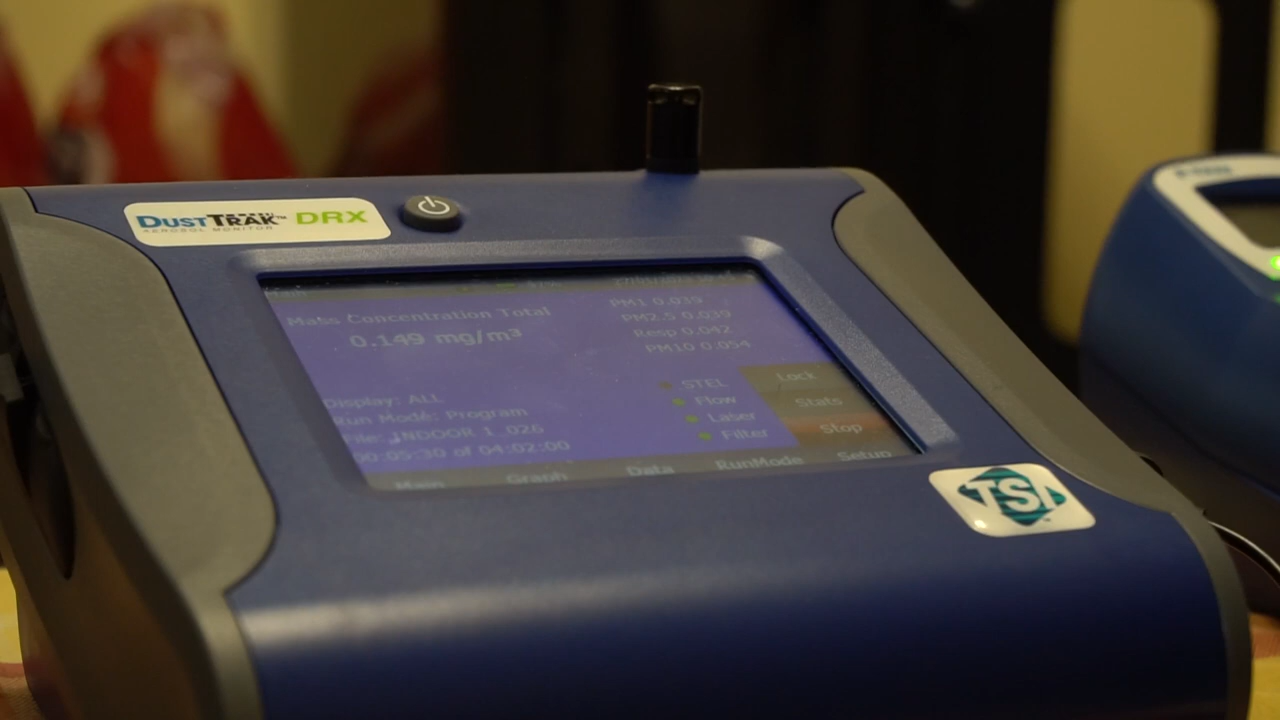 DUSTTRAK™ DRX
AEROSOL MONITOR
Main
Mass Concentration Total
0.149 mg/m³
PM1 0.039
PM2.5 0.039
Resp 0.042
PM10 0.054
Display: ALL
Run Mode: Program
File: INDOOR 1_026
00:05:30 of 04:02:00
STEL
Flow
Laser
Filter
Lock
Stats
Stop
Main Graph Data RunMode Setup
TSI